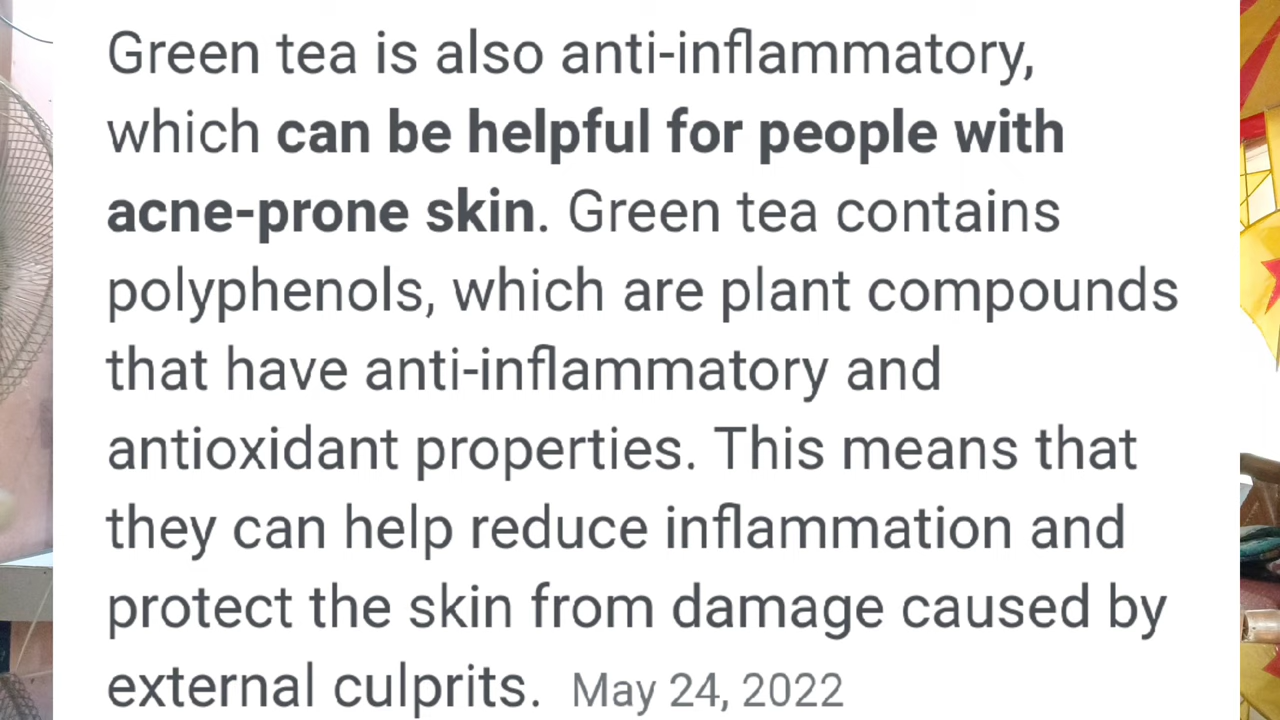 Green tea is also anti-inflammatory,
which can be helpful for people with
acne-prone skin. Green tea contains
polyphenols, which are plant compounds
that have anti-inflammatory and
antioxidant properties. This means that
they can help reduce inflammation and
protect the skin from damage caused by
external culprits. May 24, 2022